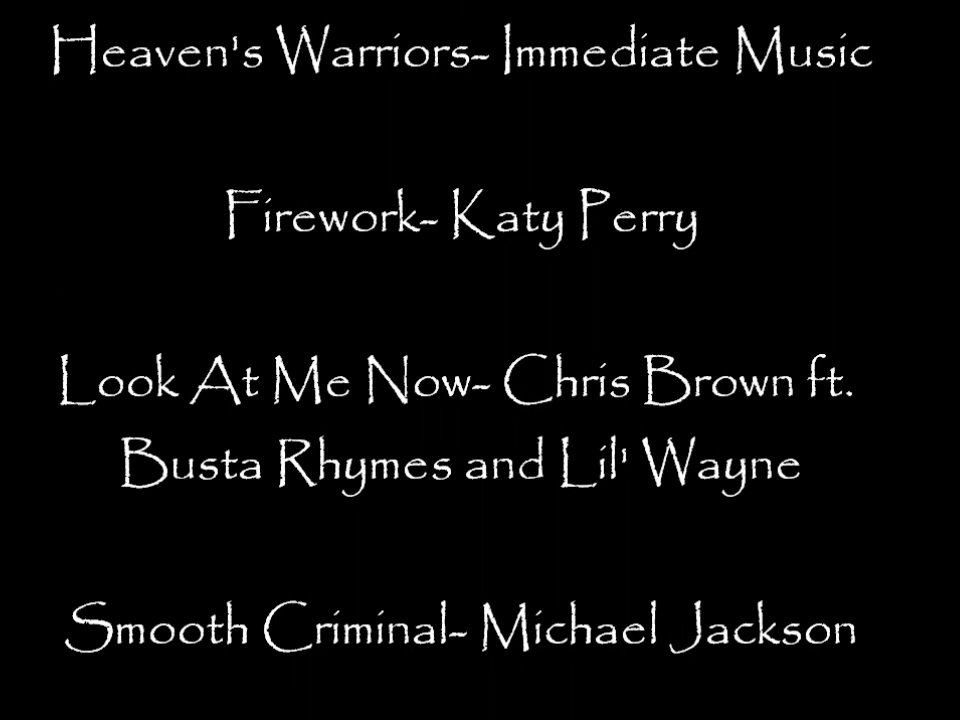 Heaven's Warriors- Immediate Music
Firework- Katy Perry
Look At Me Now- Chris Brown ft.
Busta Rhymes and Lil' Wayne
Smooth Criminal- Michael Jackson